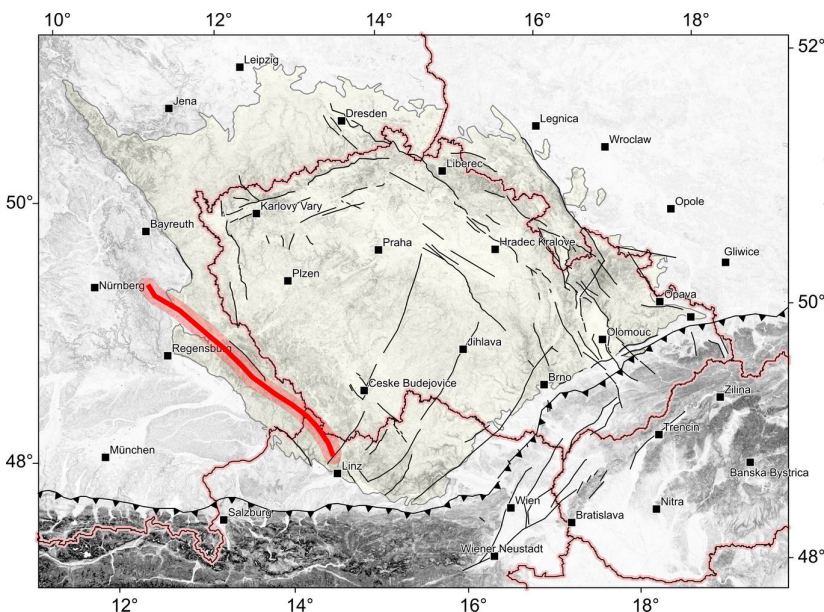 10° 12° 14° 16° 18°
52°
Leipzig
Jena
Dresden
Legnica
Wroclaw
Liberec
50°
Karlovy Vary
Opole
Bayreuth
Praha
Hradec Kralove
Gliwice
Plzen
Nürnberg
Opava
50°
Olomouc
Regensburg
Jihlava
Ceske Budejovice
Brno
Zilina
Trencin
München
48°
Linz
Banska Bystrica
Salzburg
Wien
Nitra
Bratislava
Wiener Neustadt
48°
12° 14° 16° 18°